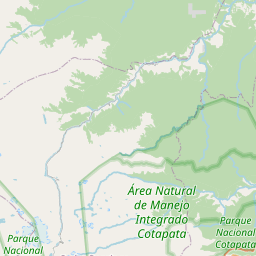 Área Natural
de Manejo
Integrado
Cotapata
Parque
Nacional
Parque
Nacional
Cotapata